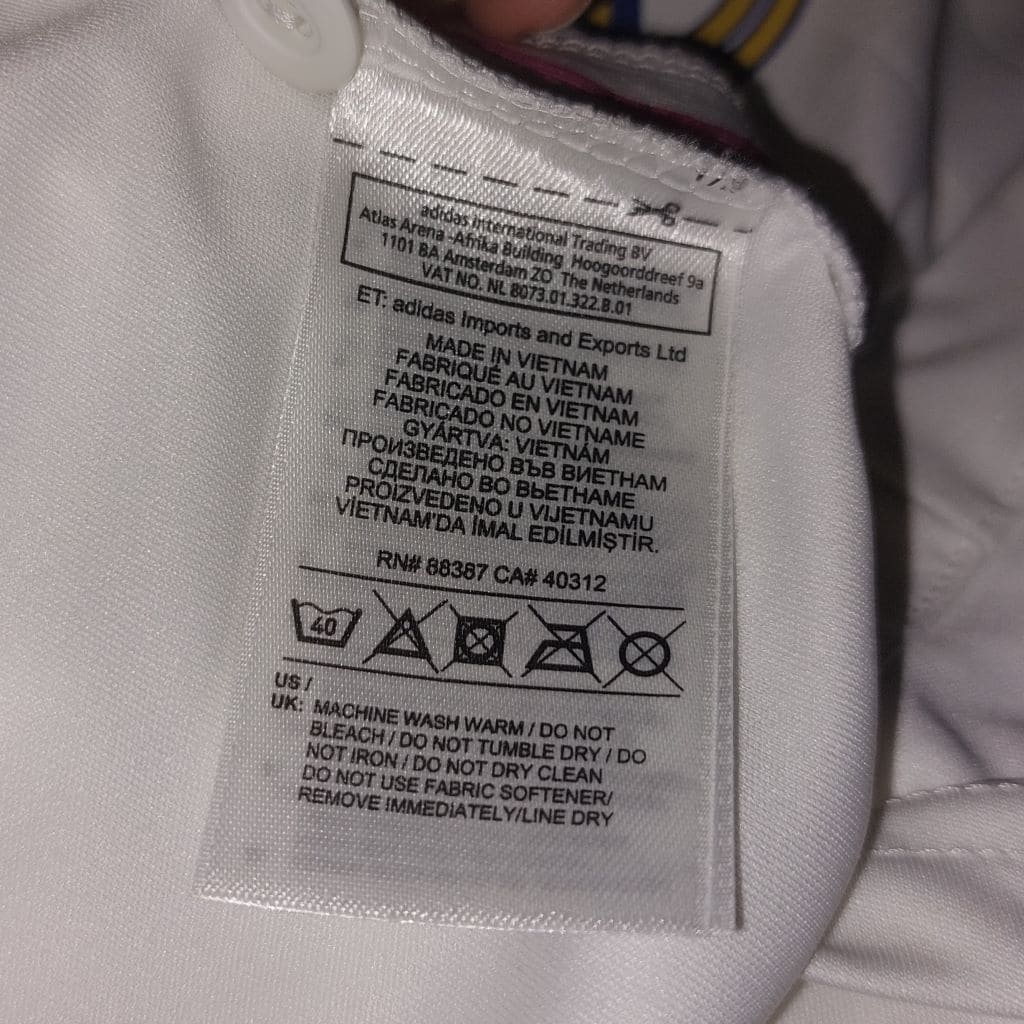 17.9
adidas International Trading BV
Atlas Arena -Afrika Building Hoogoorddreef 9a
1101 BA Amsterdam ZO The Netherlands
VAT NO. NL 8073.01.322.B.01
ET: adidas Imports and Exports Ltd
MADE IN VIETNAM
FABRIQUÉ AU VIETNAM
FABRICADO EN VIETNAM
FABRICADO NO VIETNAME
GYÁRTVA: VIETNÁM
ПРОИЗВЕДЕНО ВЪВ ВИЕТНАМ
СДЕЛАНО ВО ВЬЕТНАМЕ
PROIZVEDENO U VIJETNAMU
VİETNAM'DA İMAL EDİLMİŞTİR.
RN# 88387 CA# 40312
40
US /
UK: MACHINE WASH WARM / DO NOT
BLEACH / DO NOT TUMBLE DRY / DO
NOT IRON / DO NOT DRY CLEAN
DO NOT USE FABRIC SOFTENER/
REMOVE IMMEDIATELY/LINE DRY